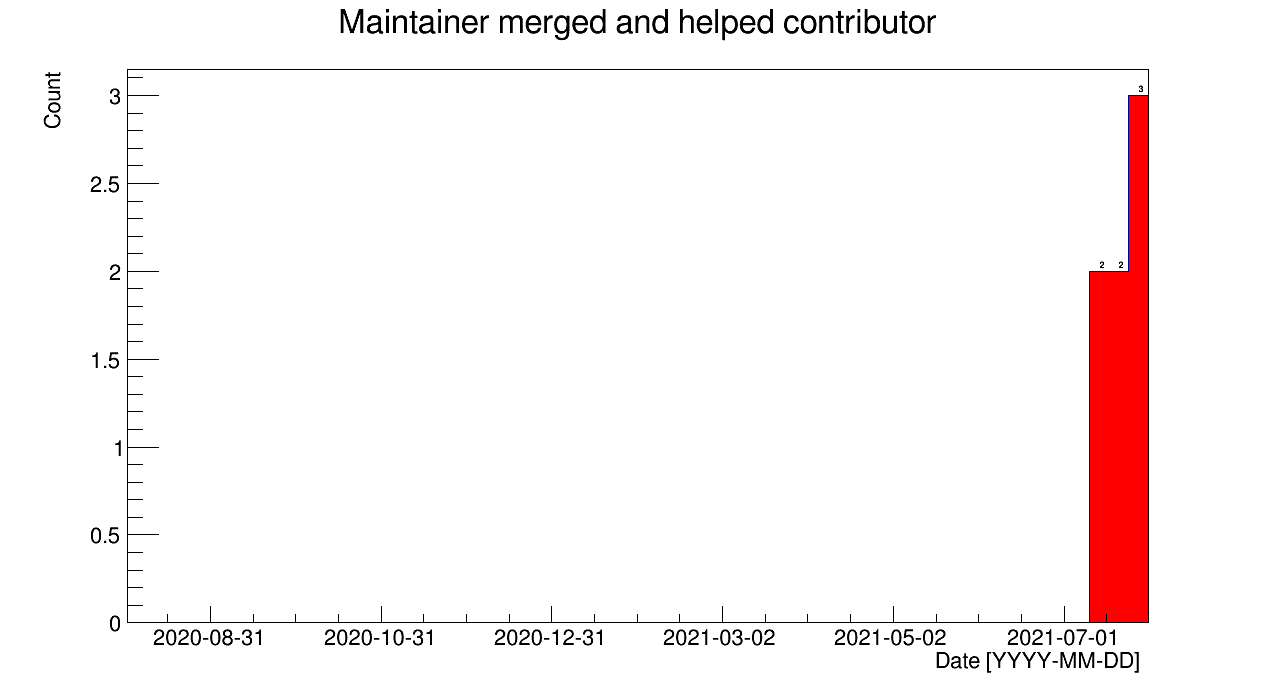 Maintainer merged and helped contributor
Count
3
2.5
2
1.5
1
0.5
0
2 2 3
2020-08-31 2020-10-31 2020-12-31 2021-03-02 2021-05-02 2021-07-01
Date [YYYY-MM-DD]